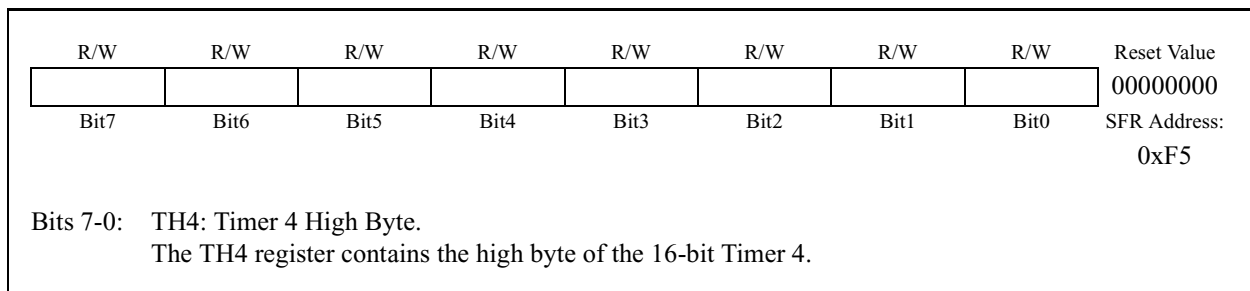 R/W R/W R/W R/W R/W R/W R/W R/W Reset Value
00000000
Bit7 Bit6 Bit5 Bit4 Bit3 Bit2 Bit1 Bit0 SFR Address:
0xF5
Bits 7-0: TH4: Timer 4 High Byte.
The TH4 register contains the high byte of the 16-bit Timer 4.